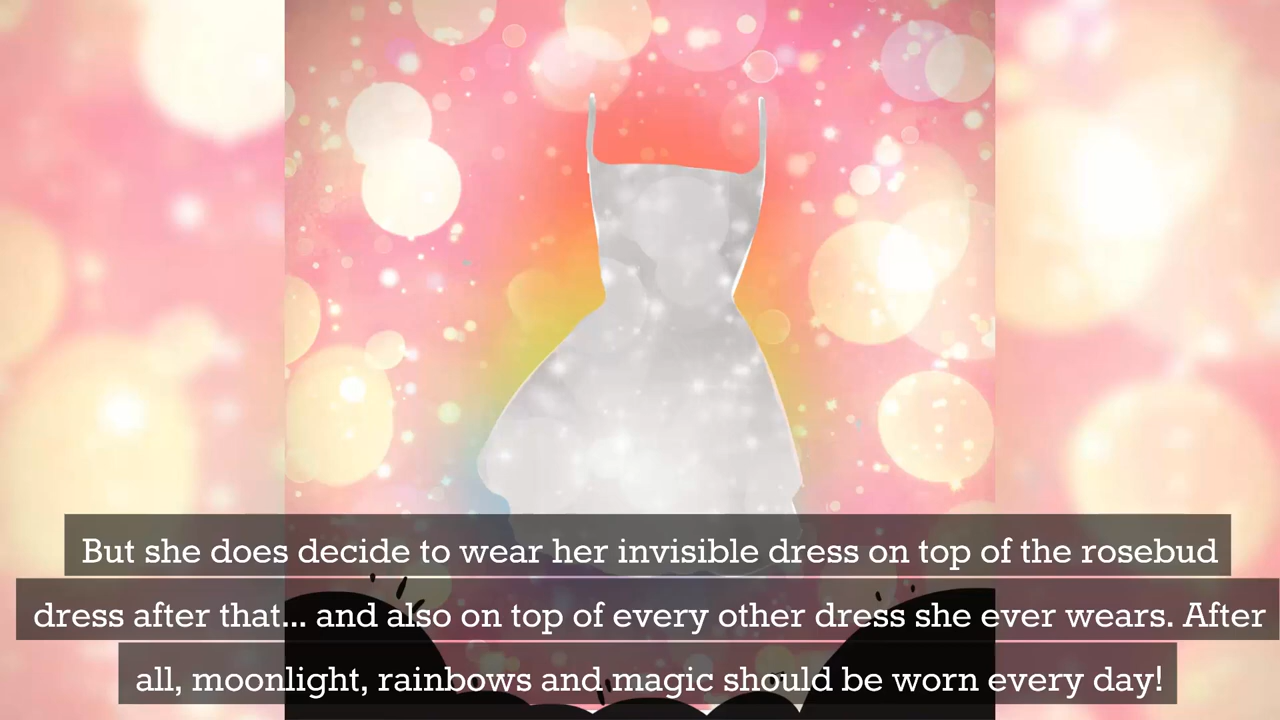 But she does decide to wear her invisible dress on top of the rosebud
dress after that... and also on top of every other dress she ever wears. After
all, moonlight, rainbows and magic should be worn every day!